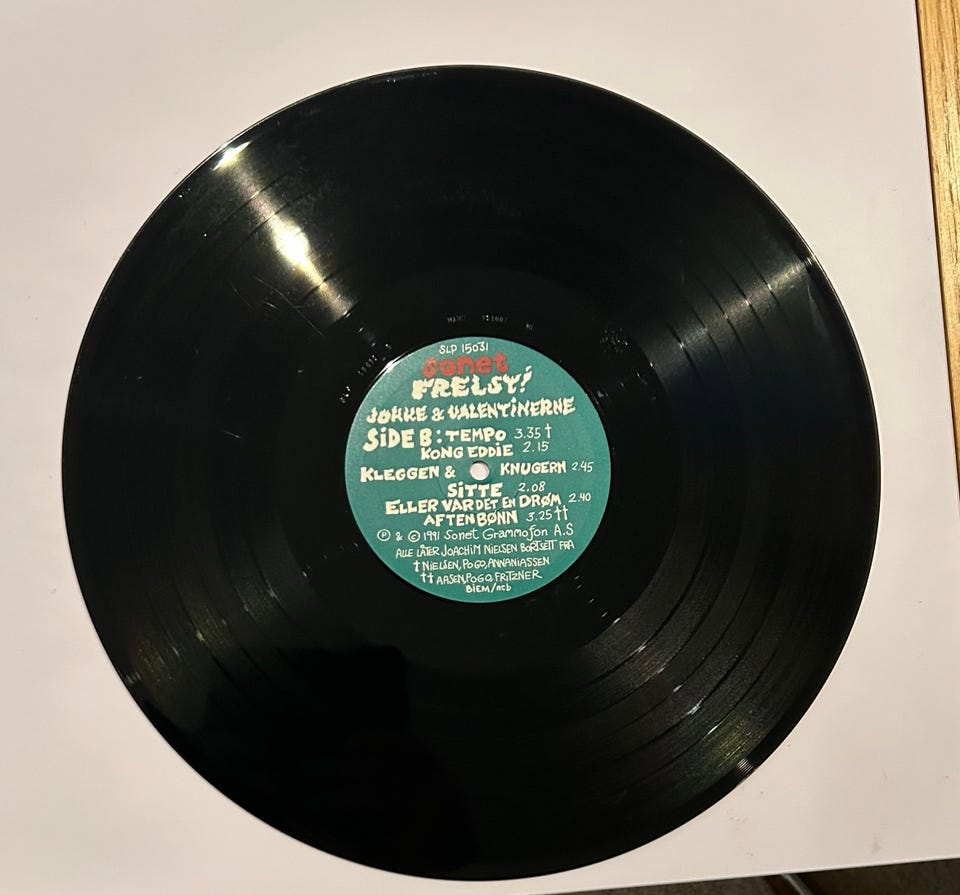 SLP 15031
sonet
FRELST!
JOKKE & VALENTINERNE
SIDE B: TEMPO 3.35 †
KONG EDDIE 2.15
KLEGGEN & KNUGERN 2.45
SITTE 2.08
ELLER VAR DET EN DRØM 2.40
AFTENBØNN 3.25 ††
Ⓟ & © 1991 Sonet Grammofon A.S
ALLE LÅTER JOACHIM NIELSEN BORTSETT FRA
† NIELSEN, POGO, ANNANIASSEN
†† AASEN, POGO, FRITZNER
BIEM/ncb